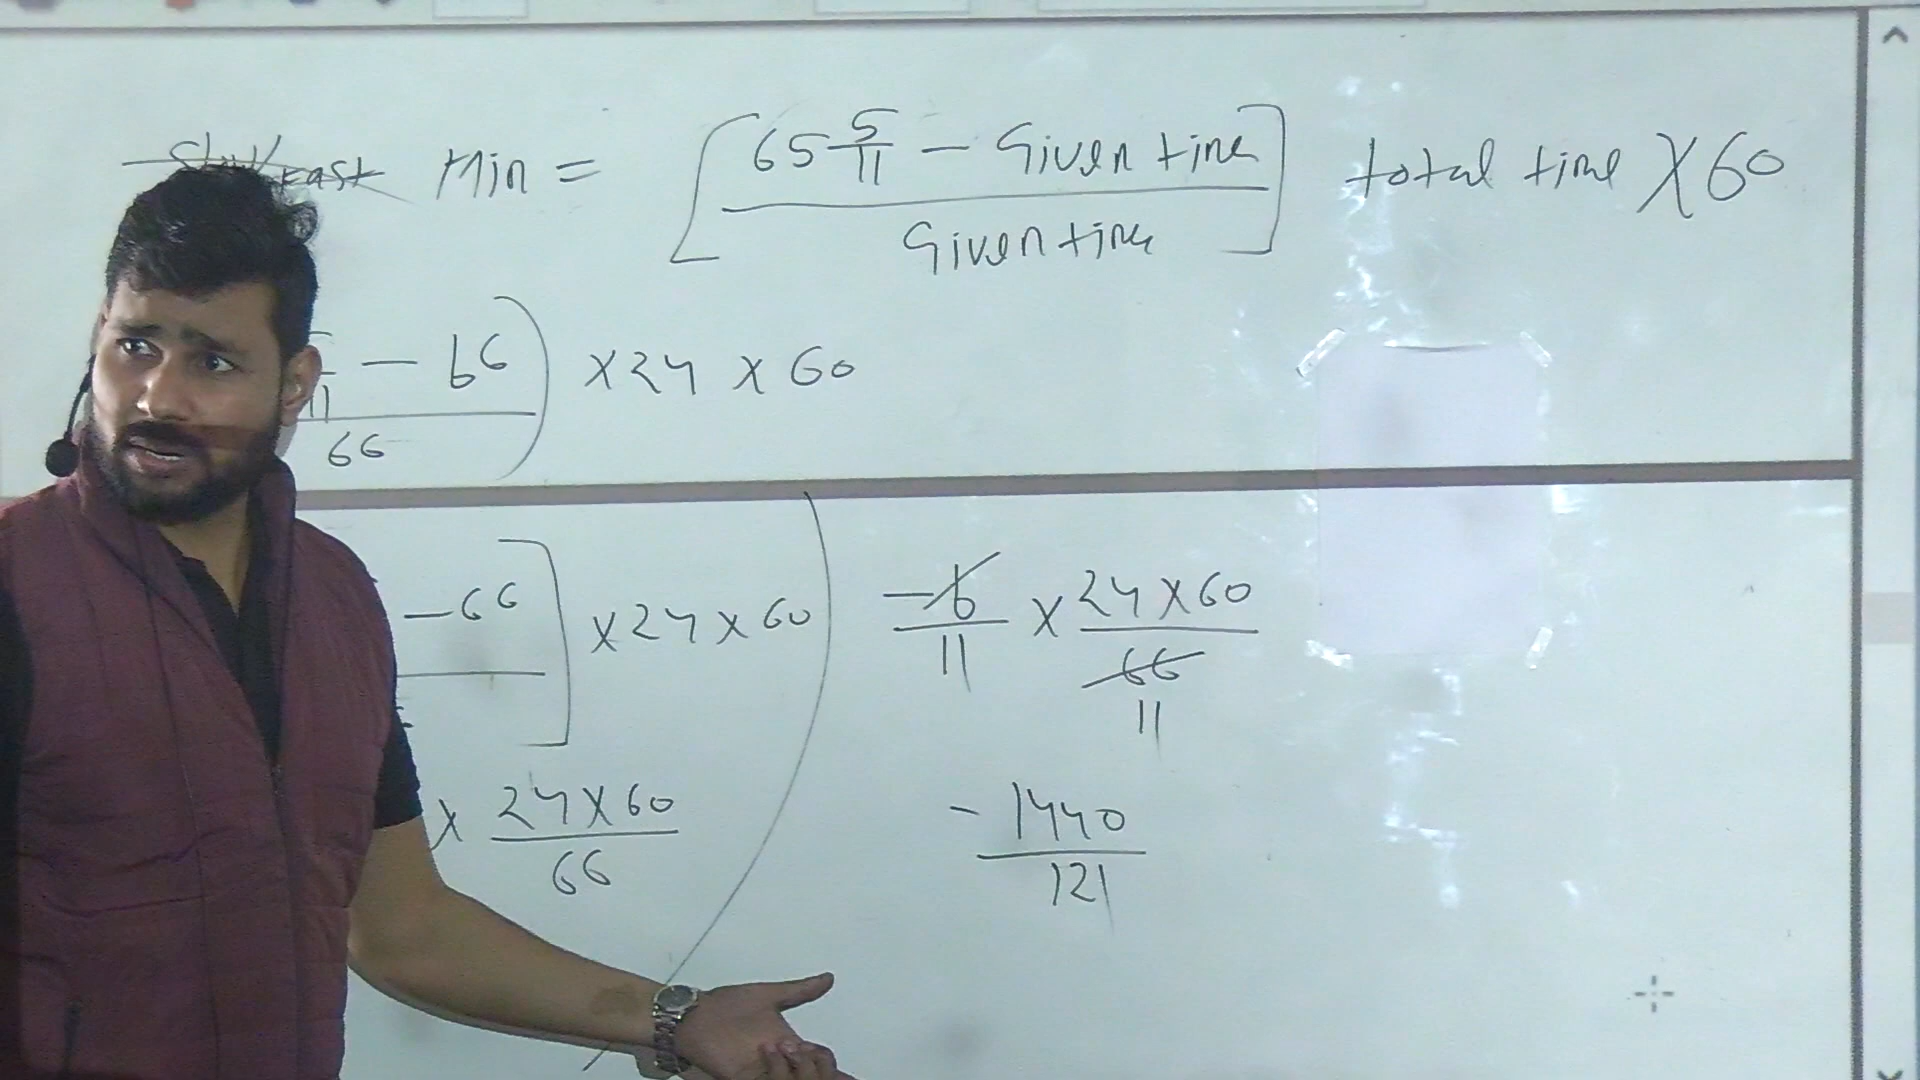 Slow/Fast Min = [65 5/11 - Given time / Given time] total time X 60
11 - 66 / 66) x 24 x 60
- 66] x 24 x 60
x 24 x 60 / 66
-6/11 x 24 x 60 / 66
11
- 1440 / 121